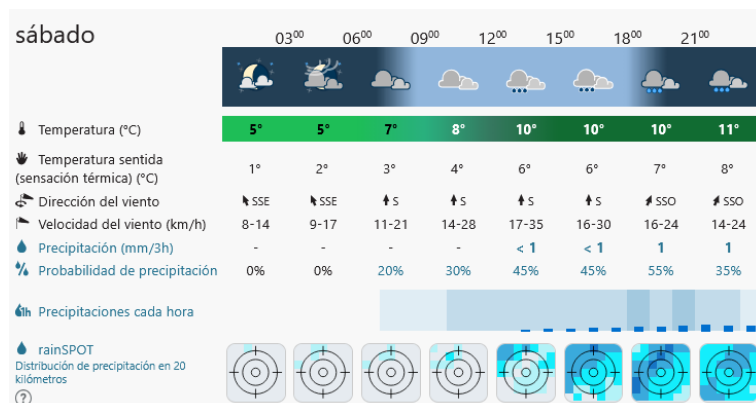 sábado 03⁰⁰ 06⁰⁰ 09⁰⁰ 12⁰⁰ 15⁰⁰ 18⁰⁰ 21⁰⁰
Temperatura (°C) 5° 5° 7° 8° 10° 10° 10° 11°
Temperatura sentida
(sensación térmica) (°C) 1° 2° 3° 4° 6° 6° 7° 8°
Dirección del viento SSE SSE S S S S SSO SSO
Velocidad del viento (km/h) 8-14 9-17 11-21 14-28 17-35 16-30 16-24 14-24
Precipitación (mm/3h) - - - - < 1 < 1 1 1
Probabilidad de precipitación 0% 0% 20% 30% 45% 45% 55% 35%
1h Precipitaciones cada hora
rainSPOT
Distribución de precipitación en 20
kilómetros
?